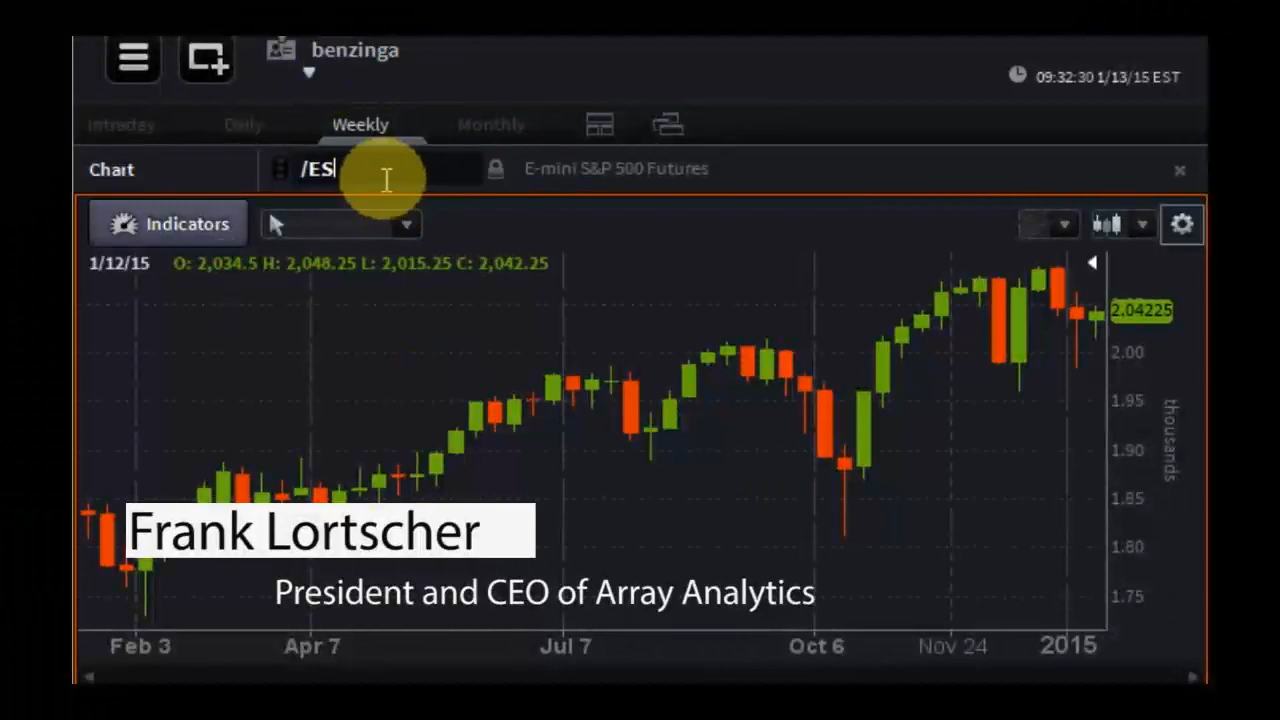 benzinga
09:32:30 1/13/15 EST
Intraday Daily Weekly Monthly
Chart /ES E-mini S&P 500 Futures
Indicators
1/12/15 O: 2,034.5 H: 2,048.25 L: 2,015.25 C: 2,042.25
2.04225
2.00
1.95
1.90
1.85
1.80
1.75
thousands
Frank Lortscher
President and CEO of Array Analytics
Feb 3 Apr 7 Jul 7 Oct 6 Nov 24 2015